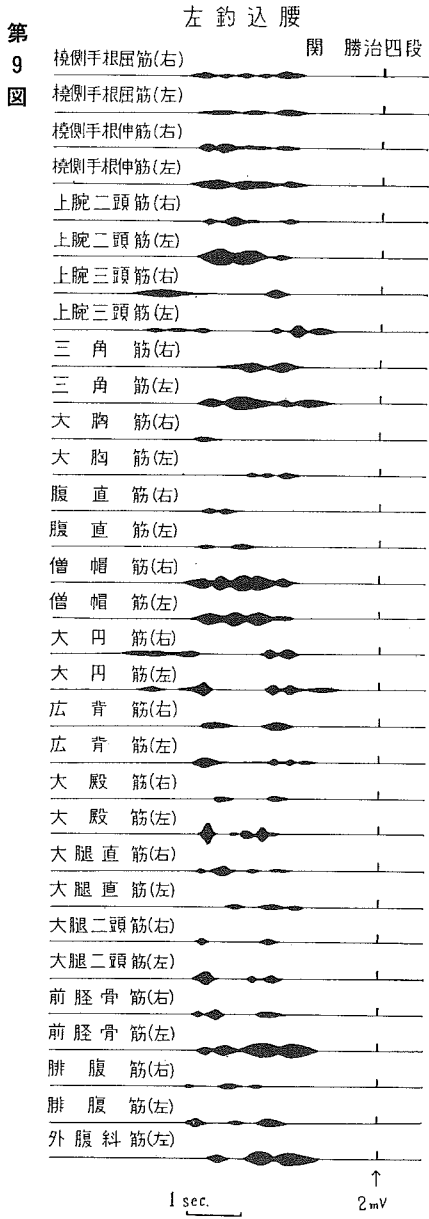 第9図
左釣込腰
関 勝治四段
橈側手根屈筋(右)
橈側手根屈筋(左)
橈側手根伸筋(右)
橈側手根伸筋(左)
上腕二頭筋(右)
上腕二頭筋(左)
上腕三頭筋(右)
上腕三頭筋(左)
三角筋(右)
三角筋(左)
大胸筋(右)
大胸筋(左)
腹直筋(右)
腹直筋(左)
僧帽筋(右)
僧帽筋(左)
大円筋(右)
大円筋(左)
広背筋(右)
広背筋(左)
大殿筋(右)
大殿筋(左)
大腿直筋(右)
大腿直筋(左)
大腿二頭筋(右)
大腿二頭筋(左)
前脛骨筋(右)
前脛骨筋(左)
腓腹筋(右)
腓腹筋(左)
外腹斜筋(左)
1 sec.
↑
2mV